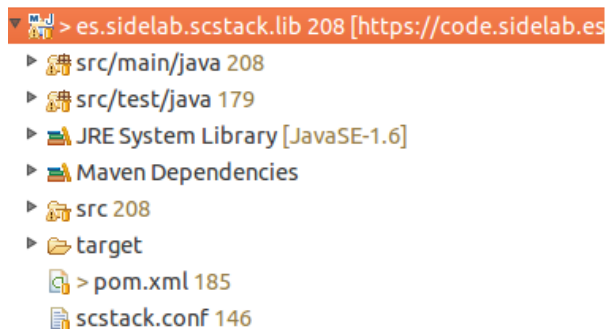 > es.sidelab.scstack.lib 208 [https://code.sidelab.es
src/main/java 208
src/test/java 179
JRE System Library [JavaSE-1.6]
Maven Dependencies
src 208
target
> pom.xml 185
scstack.conf 146